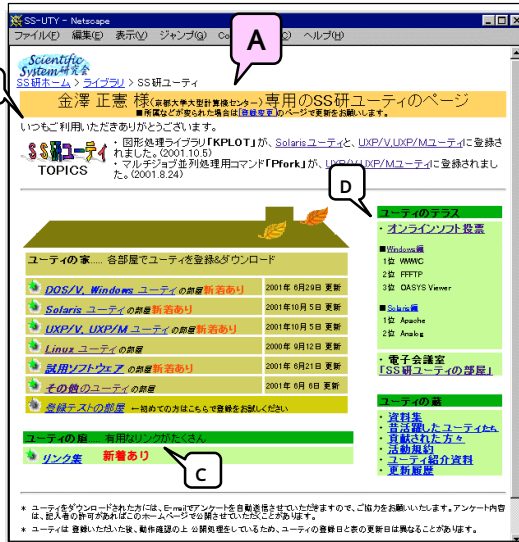 SS-UTY - Netscape
ファイル(F) 編集(E) 表示(V) ジャンプ(G) Co ヘルプ(H)
A
Scientific
System研究会
SS研ホーム > ライブラリ > SS研ユーティ
金澤 正憲 様(京都大学大型計算機センター)専用のSS研ユーティのページ
■所属などが変られた場合は[登録変更]のページで更新をお願いします。
いつもご利用いただきありがとうございます。
SS研ユーティ
TOPICS
・図形処理ライブラリ「KPLOT」が、Solarisユーティと、UXP/V,UXP/Mユーティに登録されました。(2001.10.5)
・マルチジョブ並列処理用コマンド「Pfork」が、UXP/V,UXP/Mユーティに登録されました。(2001.8.24)
D
ユーティの家..... 各部屋でユーティを登録&ダウンロード
DOS/V, Windows ユーティの部屋新若あり 2001年 6月29日 更新
Solaris ユーティの部屋新若あり 2001年10月 5日 更新
UXP/V, UXP/M ユーティの部屋新若あり 2001年10月 5日 更新
Linux ユーティの部屋 2000年 9月12日 更新
試用ソフトウェア の部屋新若あり 2001年 6月21日 更新
その他のユーティの部屋 2001年 6月 8日 更新
登録テストの部屋 ←初めての方はこちらで登録をお試しください
ユーティの庭..... 有用なリンクがたくさん
リンク集 新着あり
C
ユーティのテラス
・オンラインソフト投票
■Windows編
1位 WWWC
2位 FFFTP
3位 OASYS Viewer
■Solaris編
1位 Apache
2位 Analog
・電子会議室
「SS研ユーティの部屋」
ユーティの蔵
・資料集
・昔活躍したユーティたち
・貢献された方々
・活動規約
・ユーティ紹介資料
・更新履歴
* ユーティをダウンロードされた方には、E-mailでアンケートを自動送信させていただきますので、ご協力をお願いいたします。アンケート内容
は、記入者の許可があればこのホームページで公開させていただくことがあります。
* ユーティは 登録いただいた後、動作確認の上 公開処理をしているため、ユーティの登録日と表の更新日は異なることがあります。